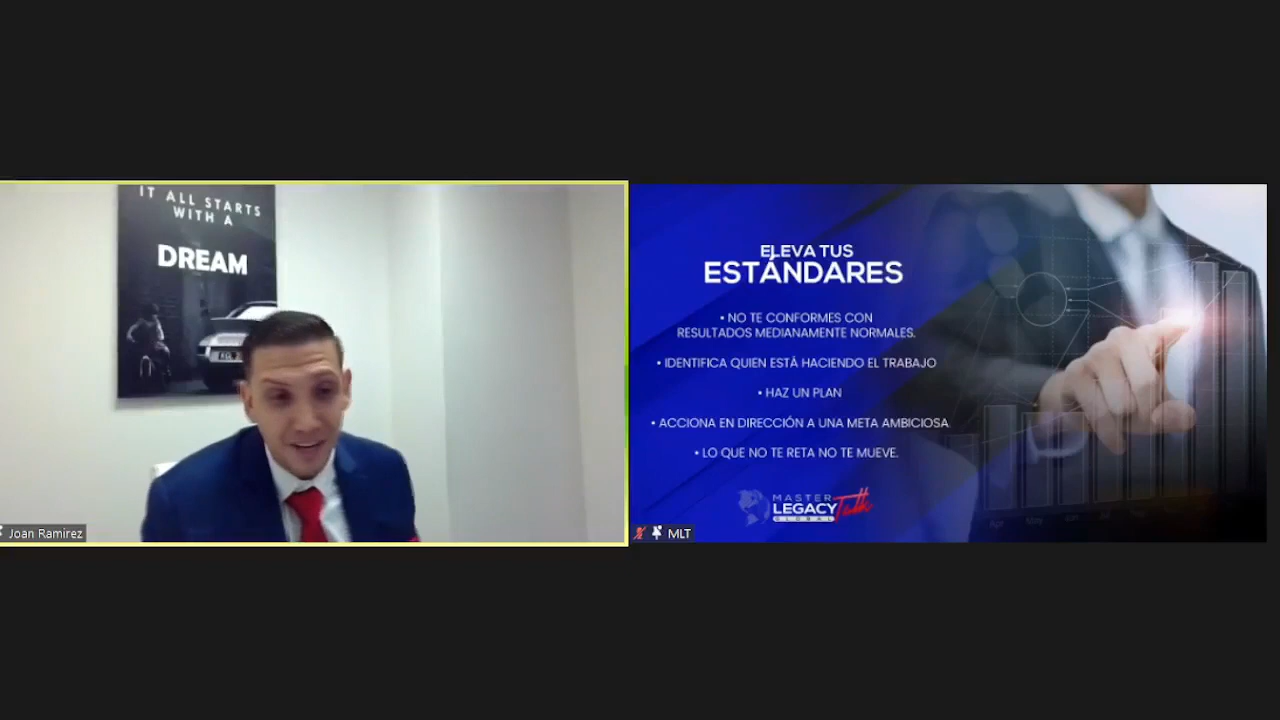 IT ALL STARTS
WITH A
DREAM
Joan Ramirez
ELEVA TUS
ESTÁNDARES
• NO TE CONFORMES CON
RESULTADOS MEDIANAMENTE NORMALES.
• IDENTIFICA QUIEN ESTÁ HACIENDO EL TRABAJO
• HAZ UN PLAN
• ACCIONA EN DIRECCIÓN A UNA META AMBICIOSA
• LO QUE NO TE RETA NO TE MUEVE.
MASTER
LEGACY Talk
GLOBAL
MLT